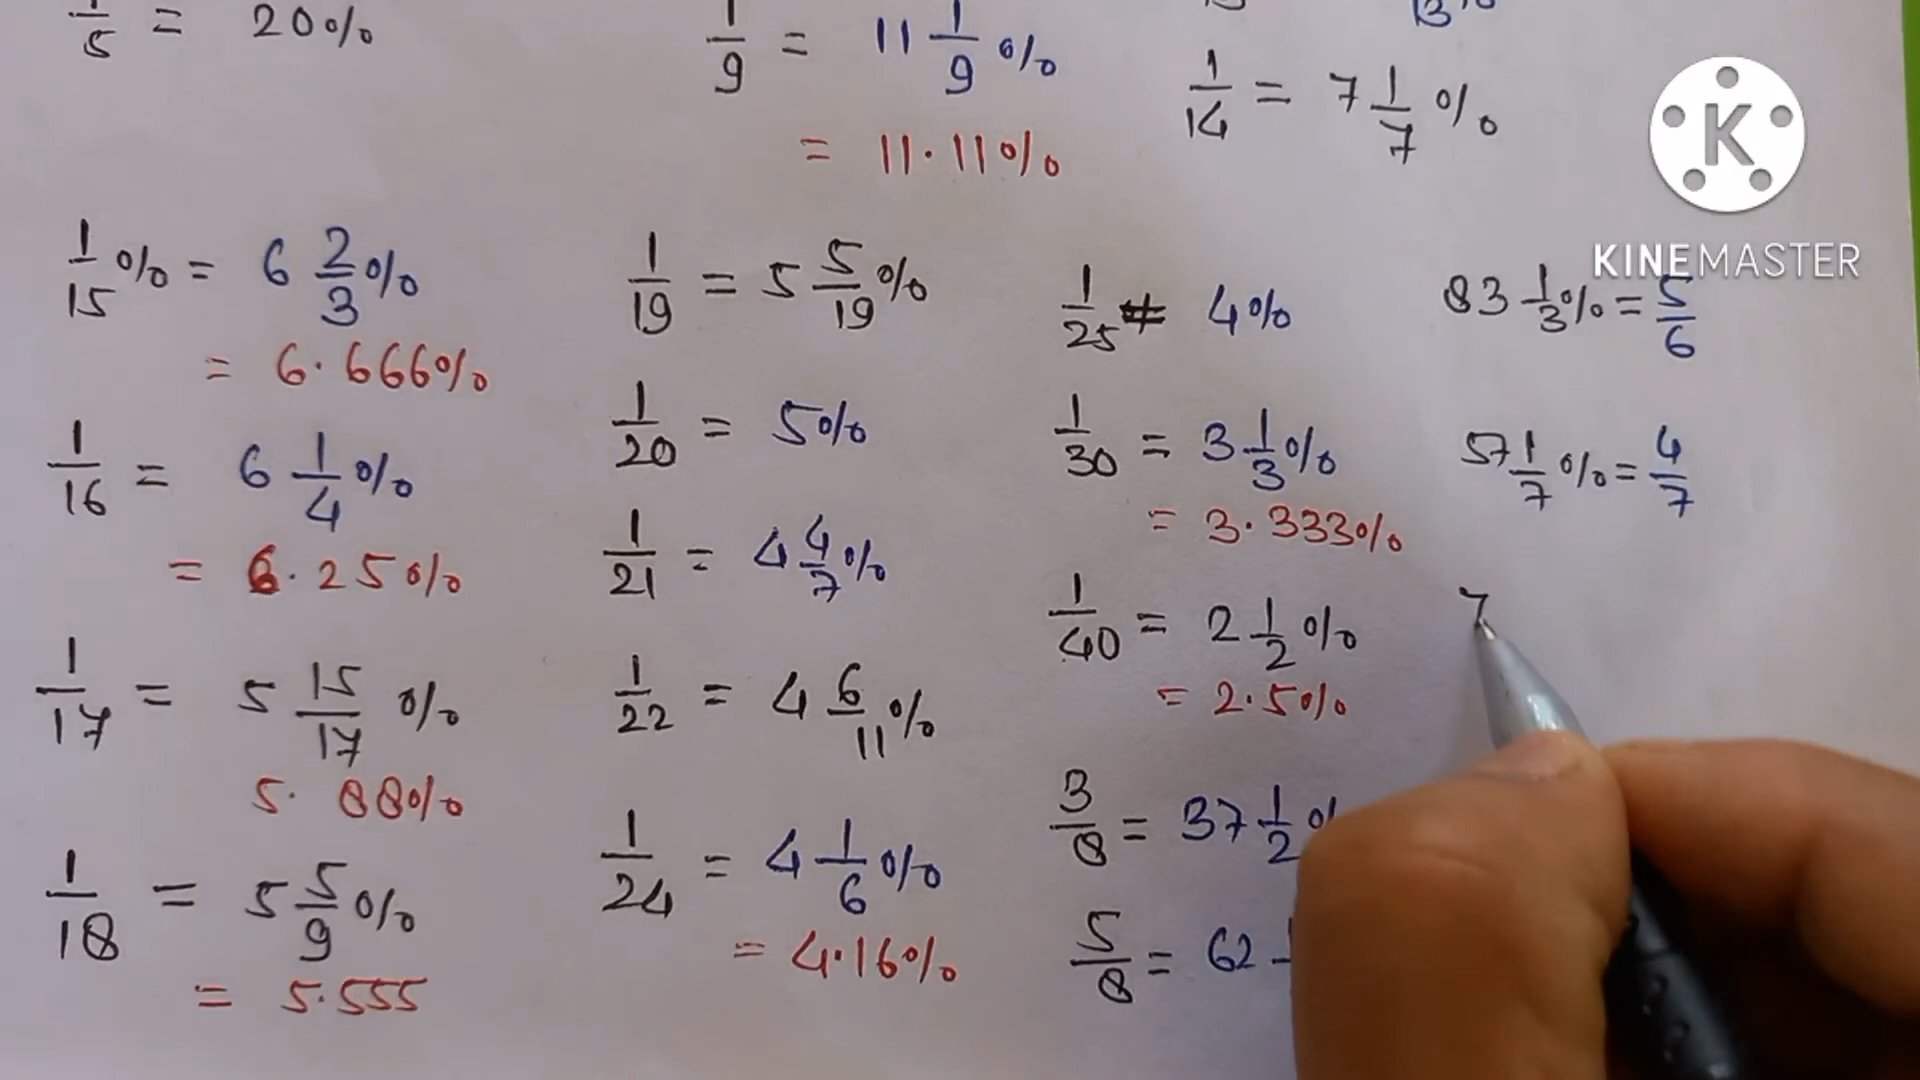 1/5 = 20%
1/15 % = 6 2/3 %
= 6.666%
1/16 = 6 1/4 %
= 6.25%
1/17 = 5 15/17 %
5.88%
1/18 = 5 5/9 %
= 5.555
1/9 = 11 1/9 %
= 11.11%
1/19 = 5 5/19 %
1/20 = 5%
1/21 = 4 4/7 %
1/22 = 4 6/11 %
1/24 = 4 1/6 %
= 4.16%
1/14 = 7 1/7 %
1/25 = 4%
1/30 = 3 1/3 %
= 3.333%
1/40 = 2 1/2 %
= 2.5%
3/8 = 37 1/2 %
5/8 = 62
K
KINEMASTER
83 1/3 % = 5/6
57 1/7 % = 4/7
7